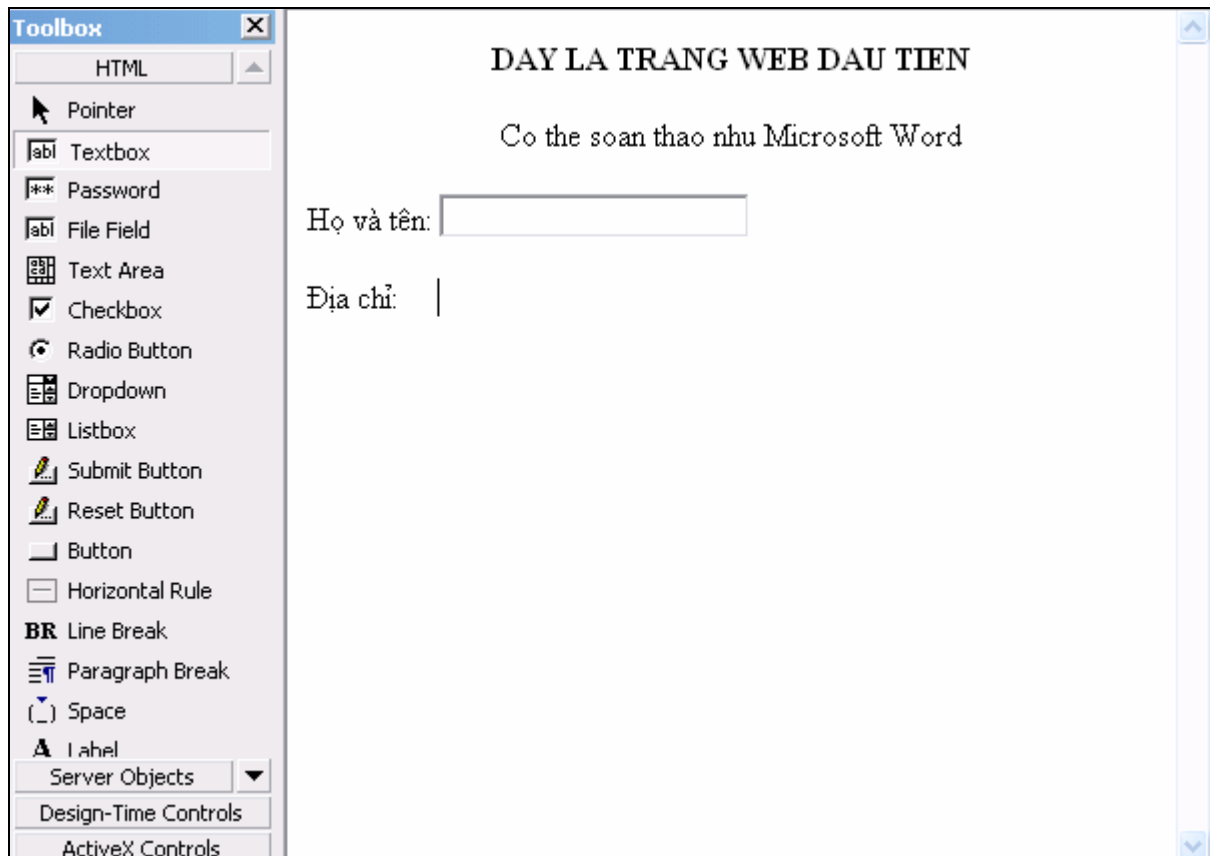 Toolbox
HTML
Pointer
abl Textbox
** Password
abl File Field
Text Area
Checkbox
Radio Button
Dropdown
Listbox
Submit Button
Reset Button
Button
Horizontal Rule
BR Line Break
Paragraph Break
(_) Space
A Label
Server Objects
Design-Time Controls
ActiveX Controls
DAY LA TRANG WEB DAU TIEN
Co the soan thao nhu Microsoft Word
Họ và tên:
Địa chỉ: